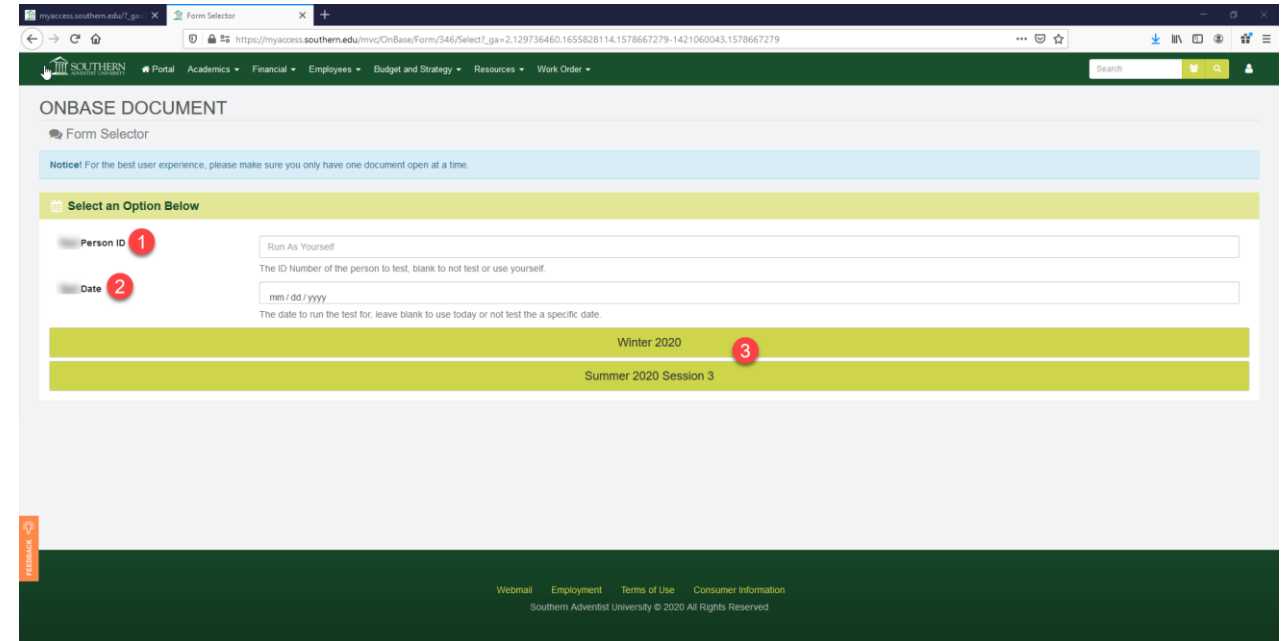 myaccess.southern.edu/?_ga=
Form Selector
https://myaccess.southern.edu/mvc/OnBase/Form/346/Select?_ga=2.129736460.1655828114.1578667279-1421060043.1578667279
SOUTHERN
ADVENTIST UNIVERSITY
Portal Academics Financial Employees Budget and Strategy Resources Work Order Search
ONBASE DOCUMENT
Form Selector
Notice! For the best user experience, please make sure you only have one document open at a time.
Select an Option Below
Person ID 1 Run As Yourself
The ID Number of the person to test, blank to not test or use yourself.
Date 2 mm / dd / yyyy
The date to run the test for, leave blank to use today or not test the a specific date.
Winter 2020
3
Summer 2020 Session 3
FEEDBACK
Webmail Employment Terms of Use Consumer Information
Southern Adventist University © 2020 All Rights Reserved